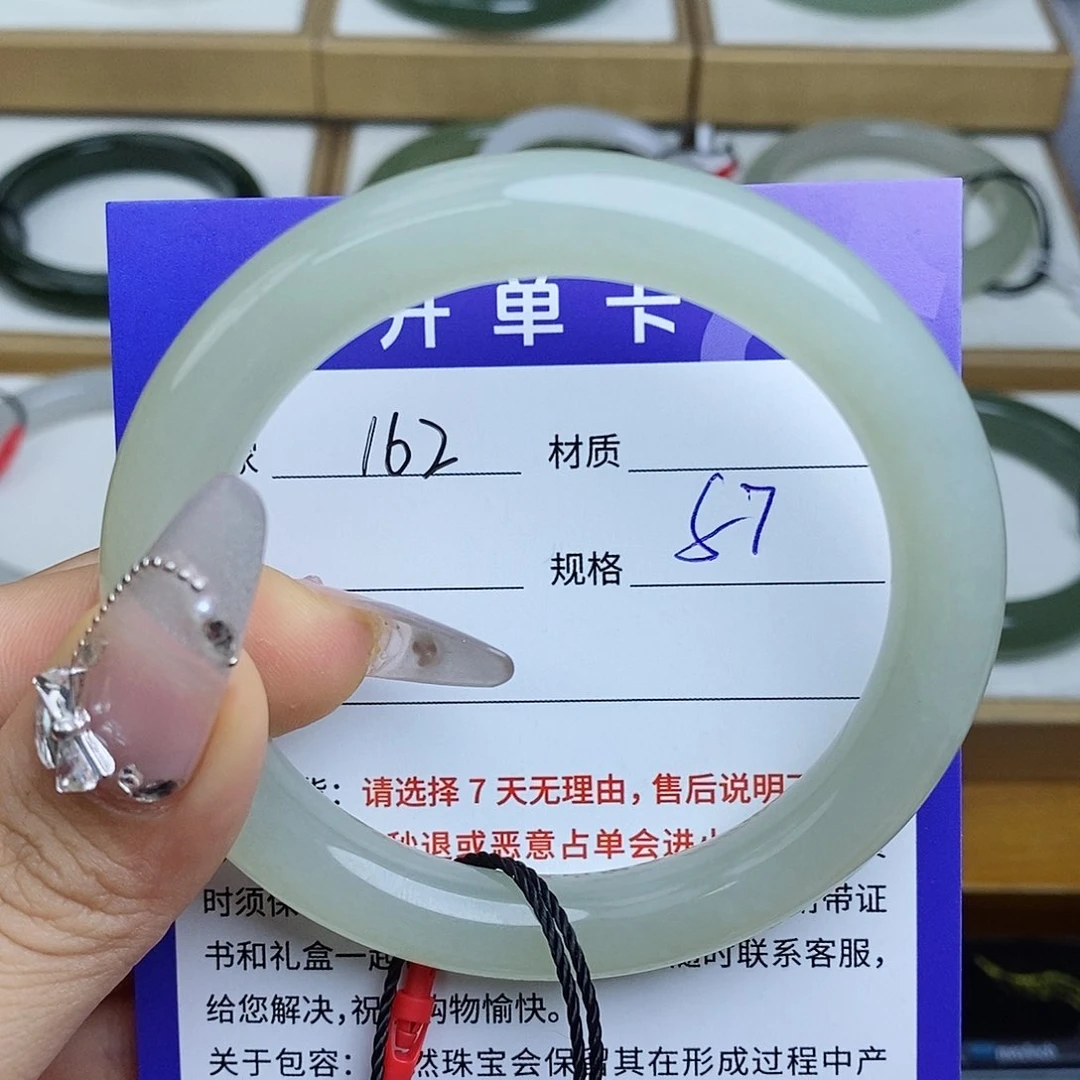 开单卡
162 材质
规格 57
请选择7天无理由，售后说明
秒退或恶意占单会进
时须保 带证
书和礼盒一起 随时联系客服，
给您解决，祝 购物愉快。
关于包容： 然珠宝会保留其在形成过程中产